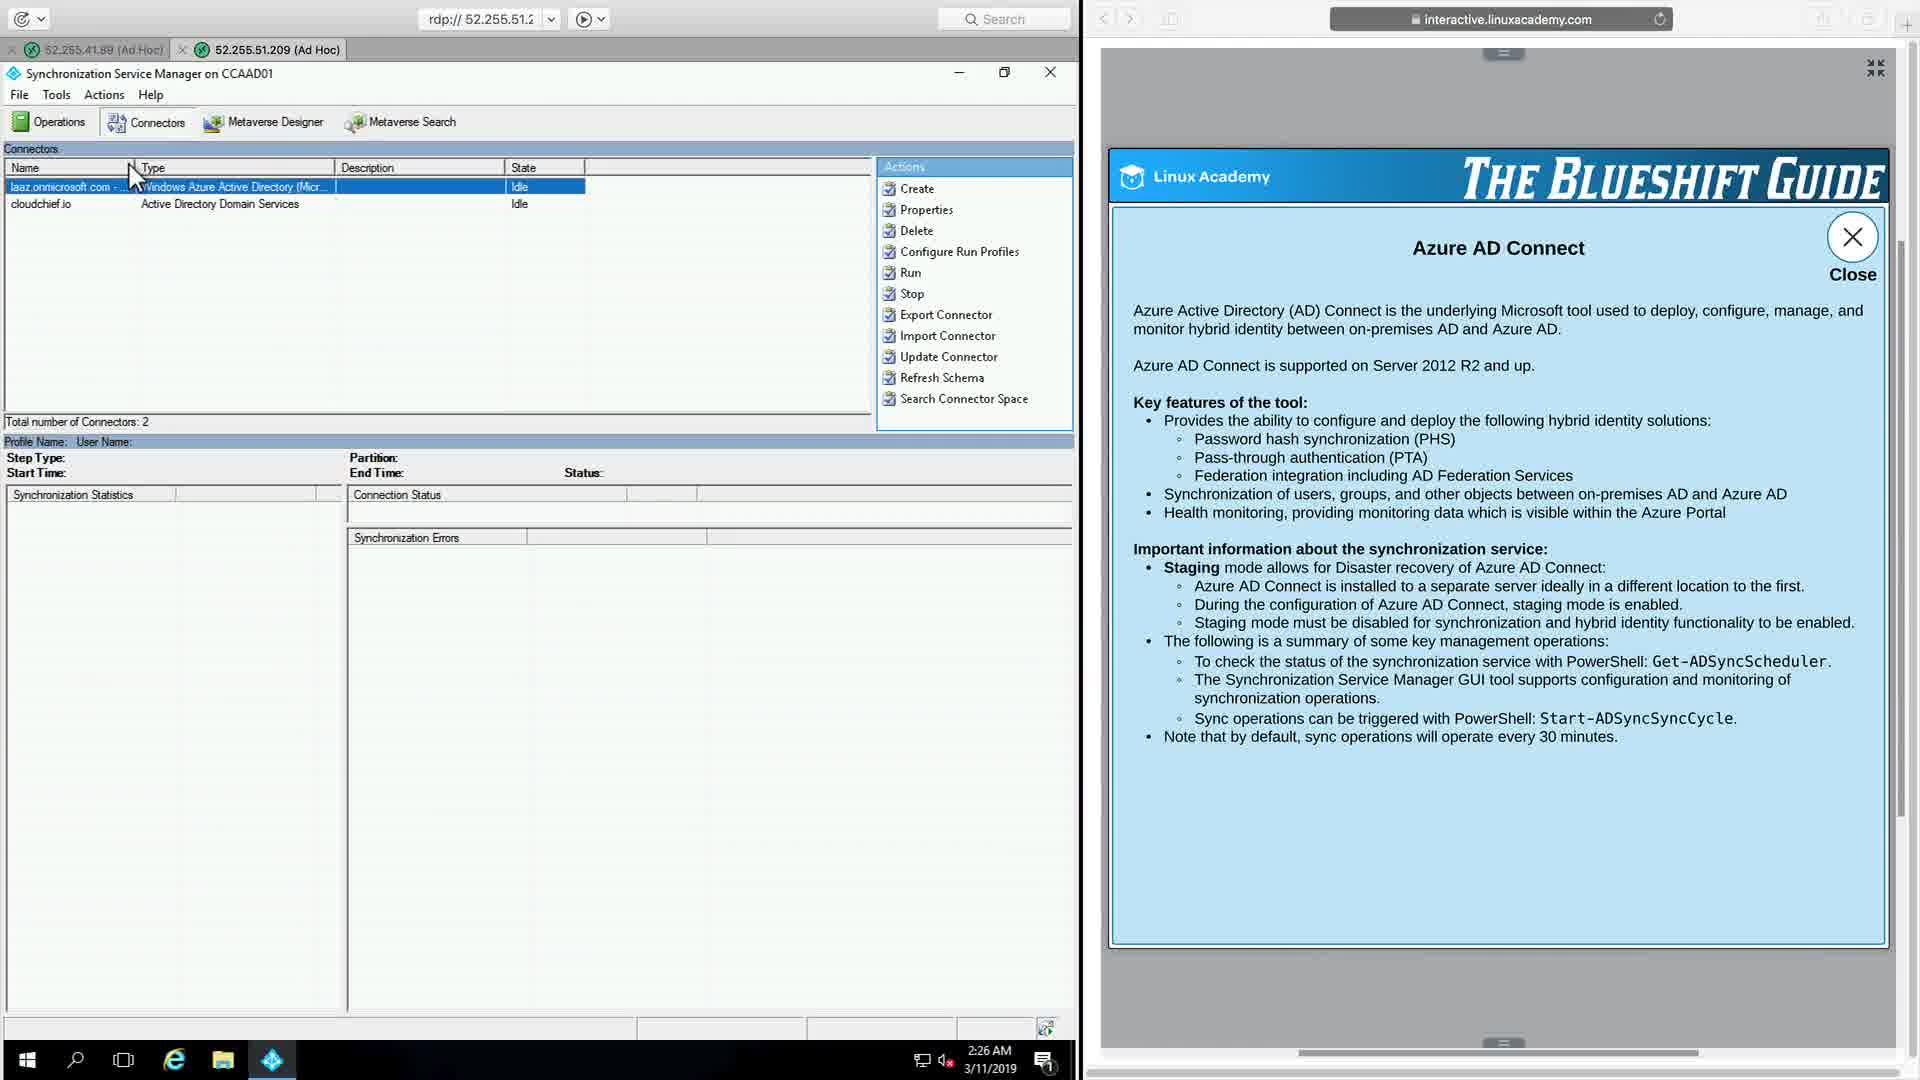 rdp:// 52.255.51.2
Search
interactive.linuxacademy.com
52.255.41.89 (Ad Hoc)
52.255.51.209 (Ad Hoc)
Synchronization Service Manager on CCAAD01
File Tools Actions Help
Operations Connectors Metaverse Designer Metaverse Search
Connectors
Name Type Description State
laaz.onmicrosoft.com - ... Windows Azure Active Directory (Micr... Idle
cloudchief.io Active Directory Domain Services Idle
Actions
Create
Properties
Delete
Configure Run Profiles
Run
Stop
Export Connector
Import Connector
Update Connector
Refresh Schema
Search Connector Space
Total number of Connectors: 2
Profile Name: User Name:
Step Type: Partition:
Start Time: End Time: Status:
Synchronization Statistics Connection Status
Synchronization Errors
2:26 AM
3/11/2019
1
Linux Academy
THE BLUESHIFT GUIDE
Azure AD Connect
Close
Azure Active Directory (AD) Connect is the underlying Microsoft tool used to deploy, configure, manage, and
monitor hybrid identity between on-premises AD and Azure AD.
Azure AD Connect is supported on Server 2012 R2 and up.
Key features of the tool:
• Provides the ability to configure and deploy the following hybrid identity solutions:
◦ Password hash synchronization (PHS)
◦ Pass-through authentication (PTA)
◦ Federation integration including AD Federation Services
• Synchronization of users, groups, and other objects between on-premises AD and Azure AD
• Health monitoring, providing monitoring data which is visible within the Azure Portal
Important information about the synchronization service:
• Staging mode allows for Disaster recovery of Azure AD Connect:
◦ Azure AD Connect is installed to a separate server ideally in a different location to the first.
◦ During the configuration of Azure AD Connect, staging mode is enabled.
◦ Staging mode must be disabled for synchronization and hybrid identity functionality to be enabled.
• The following is a summary of some key management operations:
◦ To check the status of the synchronization service with PowerShell: Get-ADSyncScheduler.
◦ The Synchronization Service Manager GUI tool supports configuration and monitoring of
synchronization operations.
◦ Sync operations can be triggered with PowerShell: Start-ADSyncSyncCycle.
• Note that by default, sync operations will operate every 30 minutes.